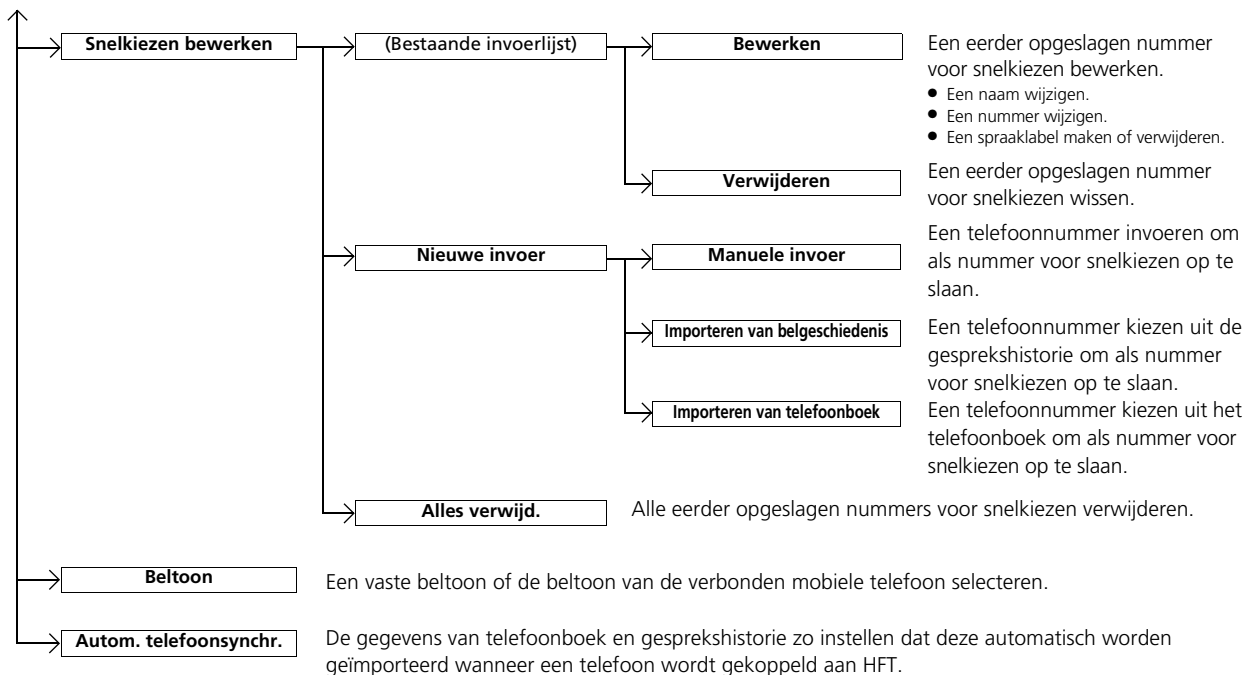 Snelkiezen bewerken
(Bestaande invoerlijst)
Bewerken
Een eerder opgeslagen nummer
voor snelkiezen bewerken.
● Een naam wijzigen.
● Een nummer wijzigen.
● Een spraaklabel maken of verwijderen.
Verwijderen
Een eerder opgeslagen nummer
voor snelkiezen wissen.
Nieuwe invoer
Manuele invoer
Een telefoonnummer invoeren om
als nummer voor snelkiezen op te
slaan.
Importeren van belgeschiedenis
Een telefoonnummer kiezen uit de
gesprekshistorie om als nummer
voor snelkiezen op te slaan.
Importeren van telefoonboek
Een telefoonnummer kiezen uit het
telefoonboek om als nummer voor
snelkiezen op te slaan.
Alles verwijd.
Alle eerder opgeslagen nummers voor snelkiezen verwijderen.
Beltoon
Een vaste beltoon of de beltoon van de verbonden mobiele telefoon selecteren.
Autom. telefoonsynchr.
De gegevens van telefoonboek en gesprekshistorie zo instellen dat deze automatisch worden
geïmporteerd wanneer een telefoon wordt gekoppeld aan HFT.